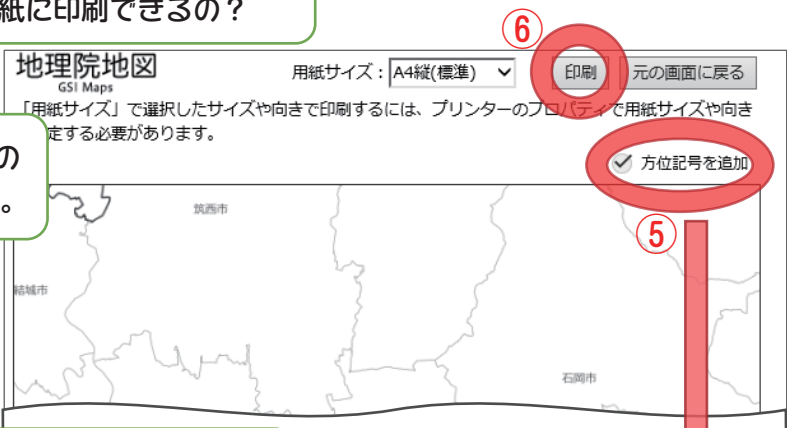 紙に印刷できるの？
⑥
地理院地図
GSI Maps
用紙サイズ：A4縦(標準)
印刷
元の画面に戻る
「用紙サイズ」で選択したサイズや向きで印刷するには、プリンターのプロパティで用紙サイズや向き
定する必要があります。
の
。
方位記号を追加
⑤
筑西市
結城市
石岡市